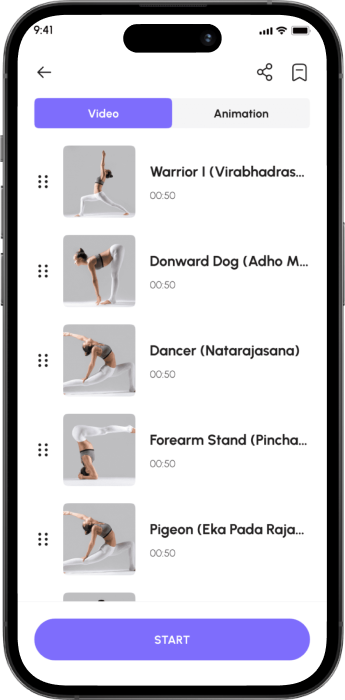 9:41
Video
Animation
Warrior I (Virabhadras...
00:50
Donward Dog (Adho M...
00:50
Dancer (Natarajasana)
00:50
Forearm Stand (Pincha...
00:50
Pigeon (Eka Pada Raja...
00:50
START